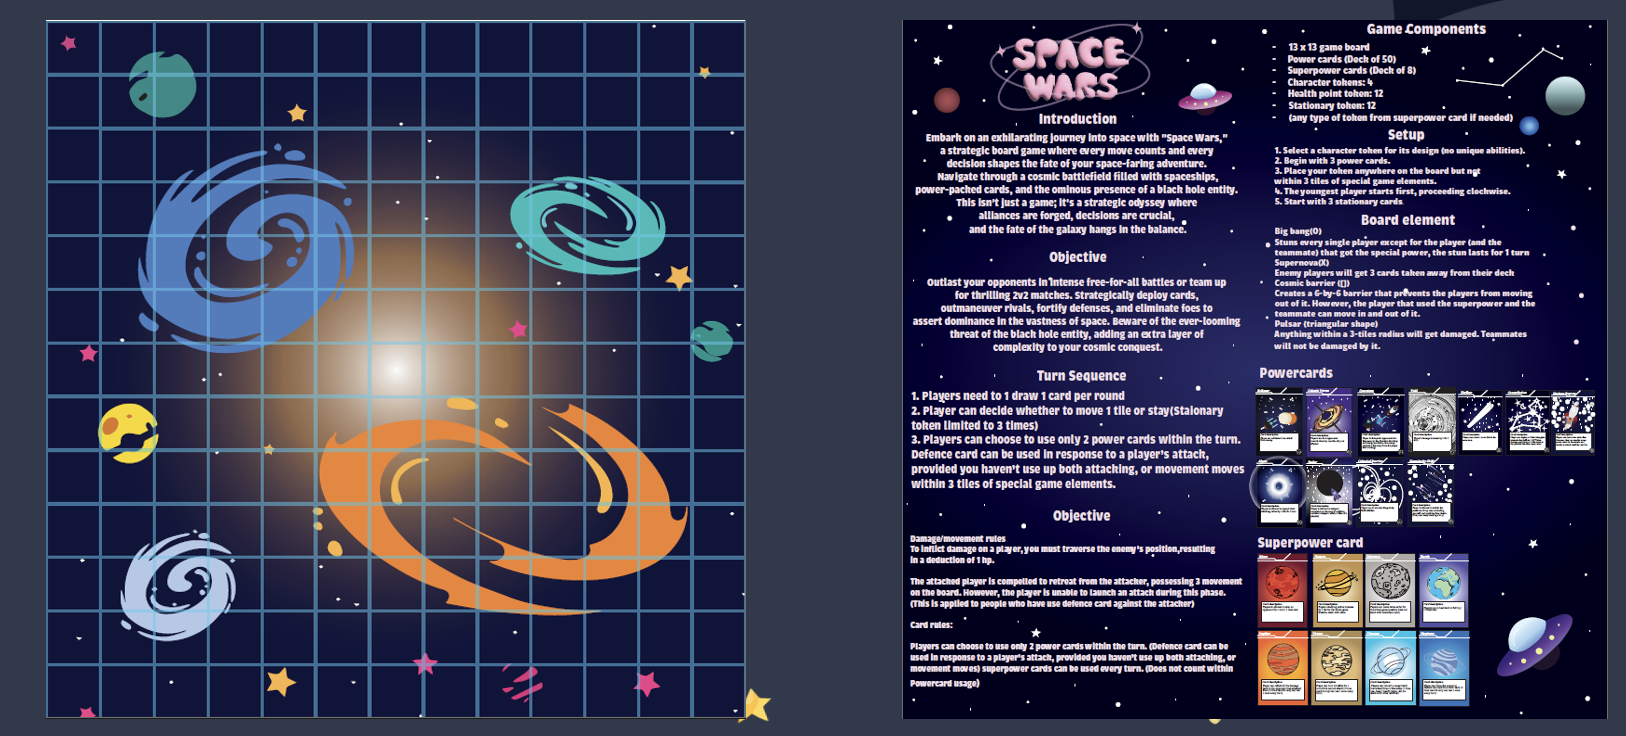 SPACE
WARS
Introduction
Embark on an exhilarating journey into space with "Space Wars,"
a strategic board game where every move counts and every
decision shapes the fate of your space-faring adventure.
Navigate through a cosmic battlefield filled with spaceships,
power-packed cards, and the ominous presence of a black hole entity.
This isn't just a game; it's a strategic odyssey where
alliances are forged, decisions are crucial,
and the fate of the galaxy hangs in the balance.
Objective
Outlast your opponents in intense free-for-all battles or team up
for thrilling 2v2 matches. Strategically deploy cards,
outmaneuver rivals, fortify defenses, and eliminate foes to
assert dominance in the vastness of space. Beware of the ever-looming
threat of the black hole entity, adding an extra layer of
complexity to your cosmic conquest.
Turn Sequence
1. Players need to 1 draw 1 card per round
2. Player can decide whether to move 1 tile or stay(Staionary
token limited to 3 times)
3. Players can choose to use only 2 power cards within the turn.
Defence card can be used in response to a player's attack,
provided you haven't use up both attacking, or movement moves
within 3 tiles of special game elements.
Objective
Damage/movement rules
To inflict damage on a player, you must traverse the enemy's position,resulting
in a deduction of 1 hp.
The attached player is compelled to retreat from the attacker, possessing 3 movement
on the board. However, the player is unable to launch an attack during this phase.
(This is applied to people who have use defence card against the attacker)
Card rules:
Players can choose to use only 2 power cards within the turn. (Defence card can be
used in response to a player's attack, provided you haven't use up both attacking, or
movement moves) superpower cards can be used every turn. (Does not count within
Powercard usage)
Game Components
- 13 x 13 game board
- Power cards (Deck of 50)
- Superpower cards (Deck of 8)
- Character tokens: 4
- Health point token: 12
- Stationary token: 12
- (any type of token from superpower card if needed)
Setup
1. Select a character token for its design (no unique abilities).
2. Begin with 3 power cards.
3. Place your token anywhere on the board but not
within 3 tiles of special game elements.
4. The youngest player starts first, proceeding clockwise.
5. Start with 3 stationary cards
Board element
Big bang(O)
Stuns every single player except for the player (and the
teammate) that got the special power, the stun lasts for 1 turn
Supernova(X)
Enemy players will get 3 cards taken away from their deck
Cosmic barrier ([])
Creates a 6-by-6 barrier that prevents the players from moving
out of it. However, the player that used the superpower and the
teammate can move in and out of it.
Pulsar (triangular shape)
Anything within a 3-tiles radius will get damaged. Teammates
will not be damaged by it.
Powercards
Superpower card